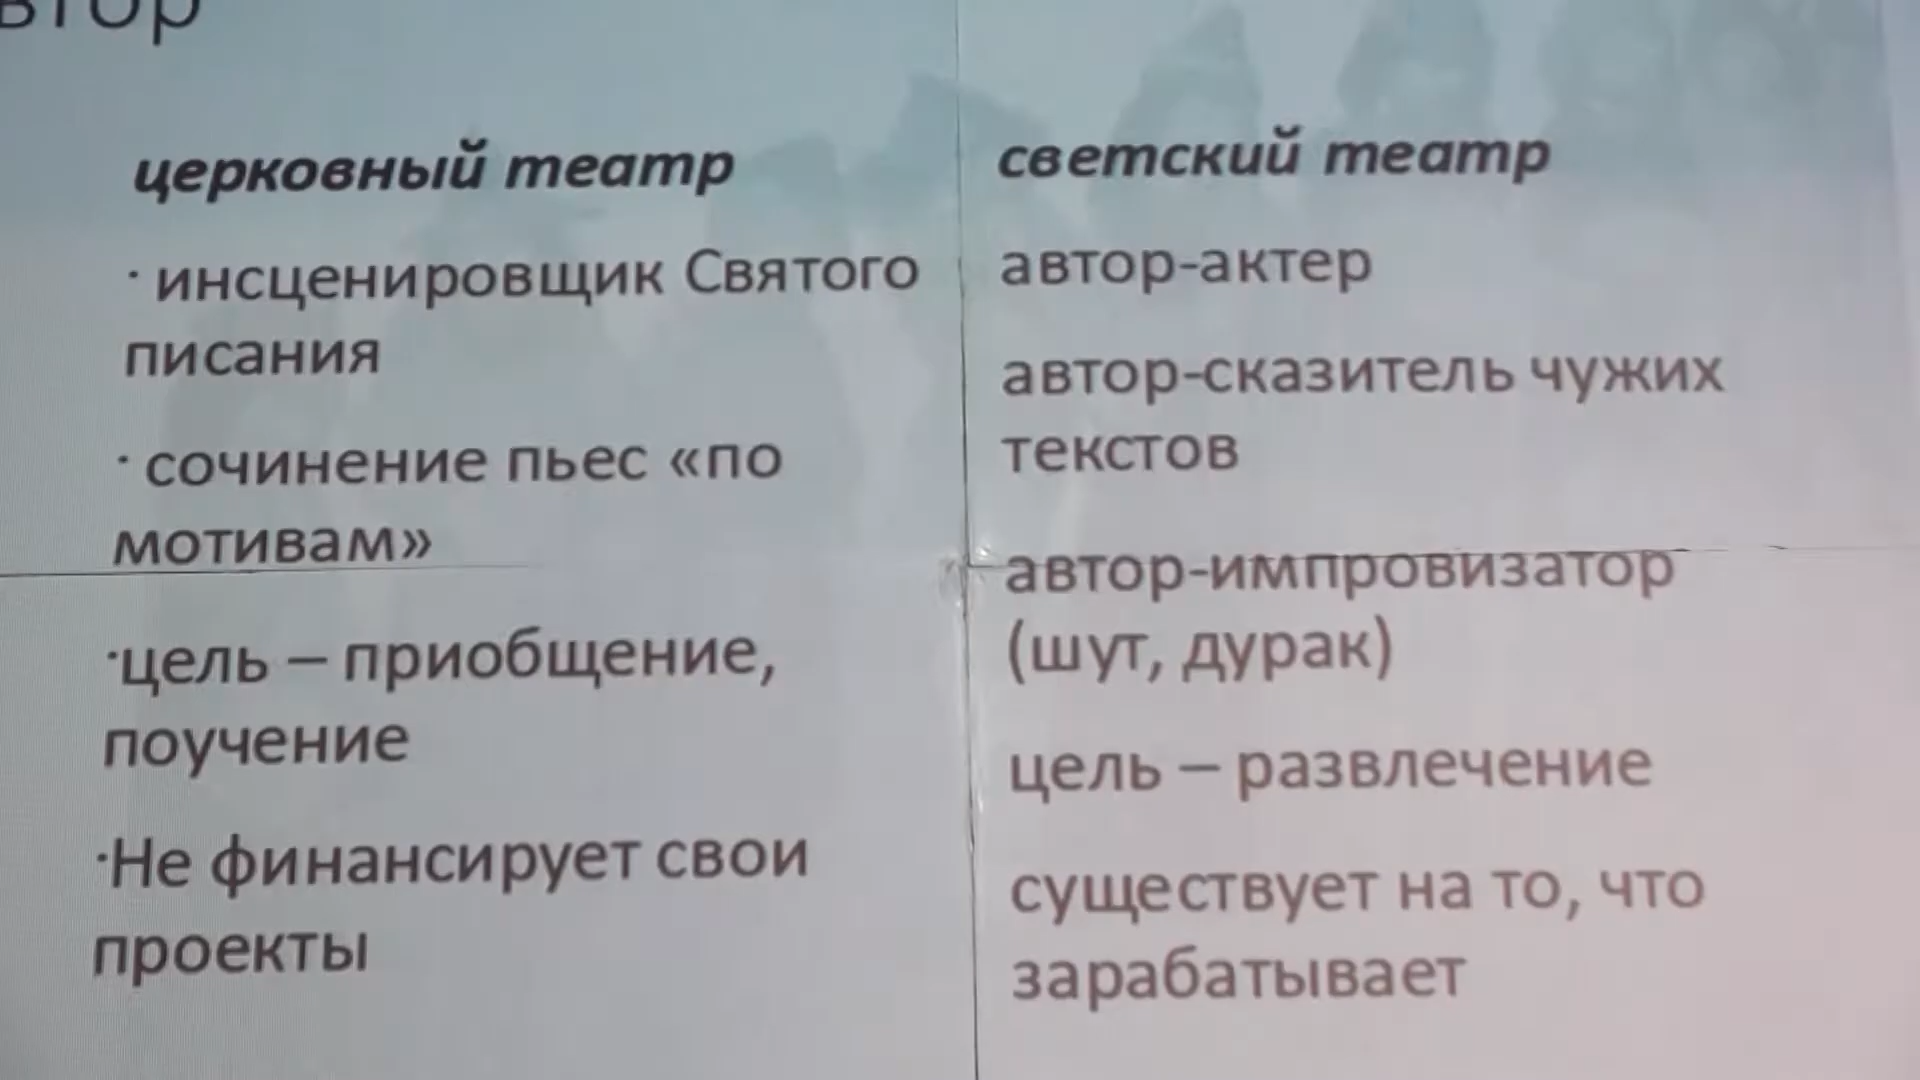 церковный театр
· инсценировщик Святого
писания
· сочинение пьес «по
мотивам»
·цель – приобщение,
поучение
·Не финансирует свои
проекты
светский театр
автор-актер
автор-сказитель чужих
текстов
автор-импровизатор
(шут, дурак)
цель – развлечение
существует на то, что
зарабатывает